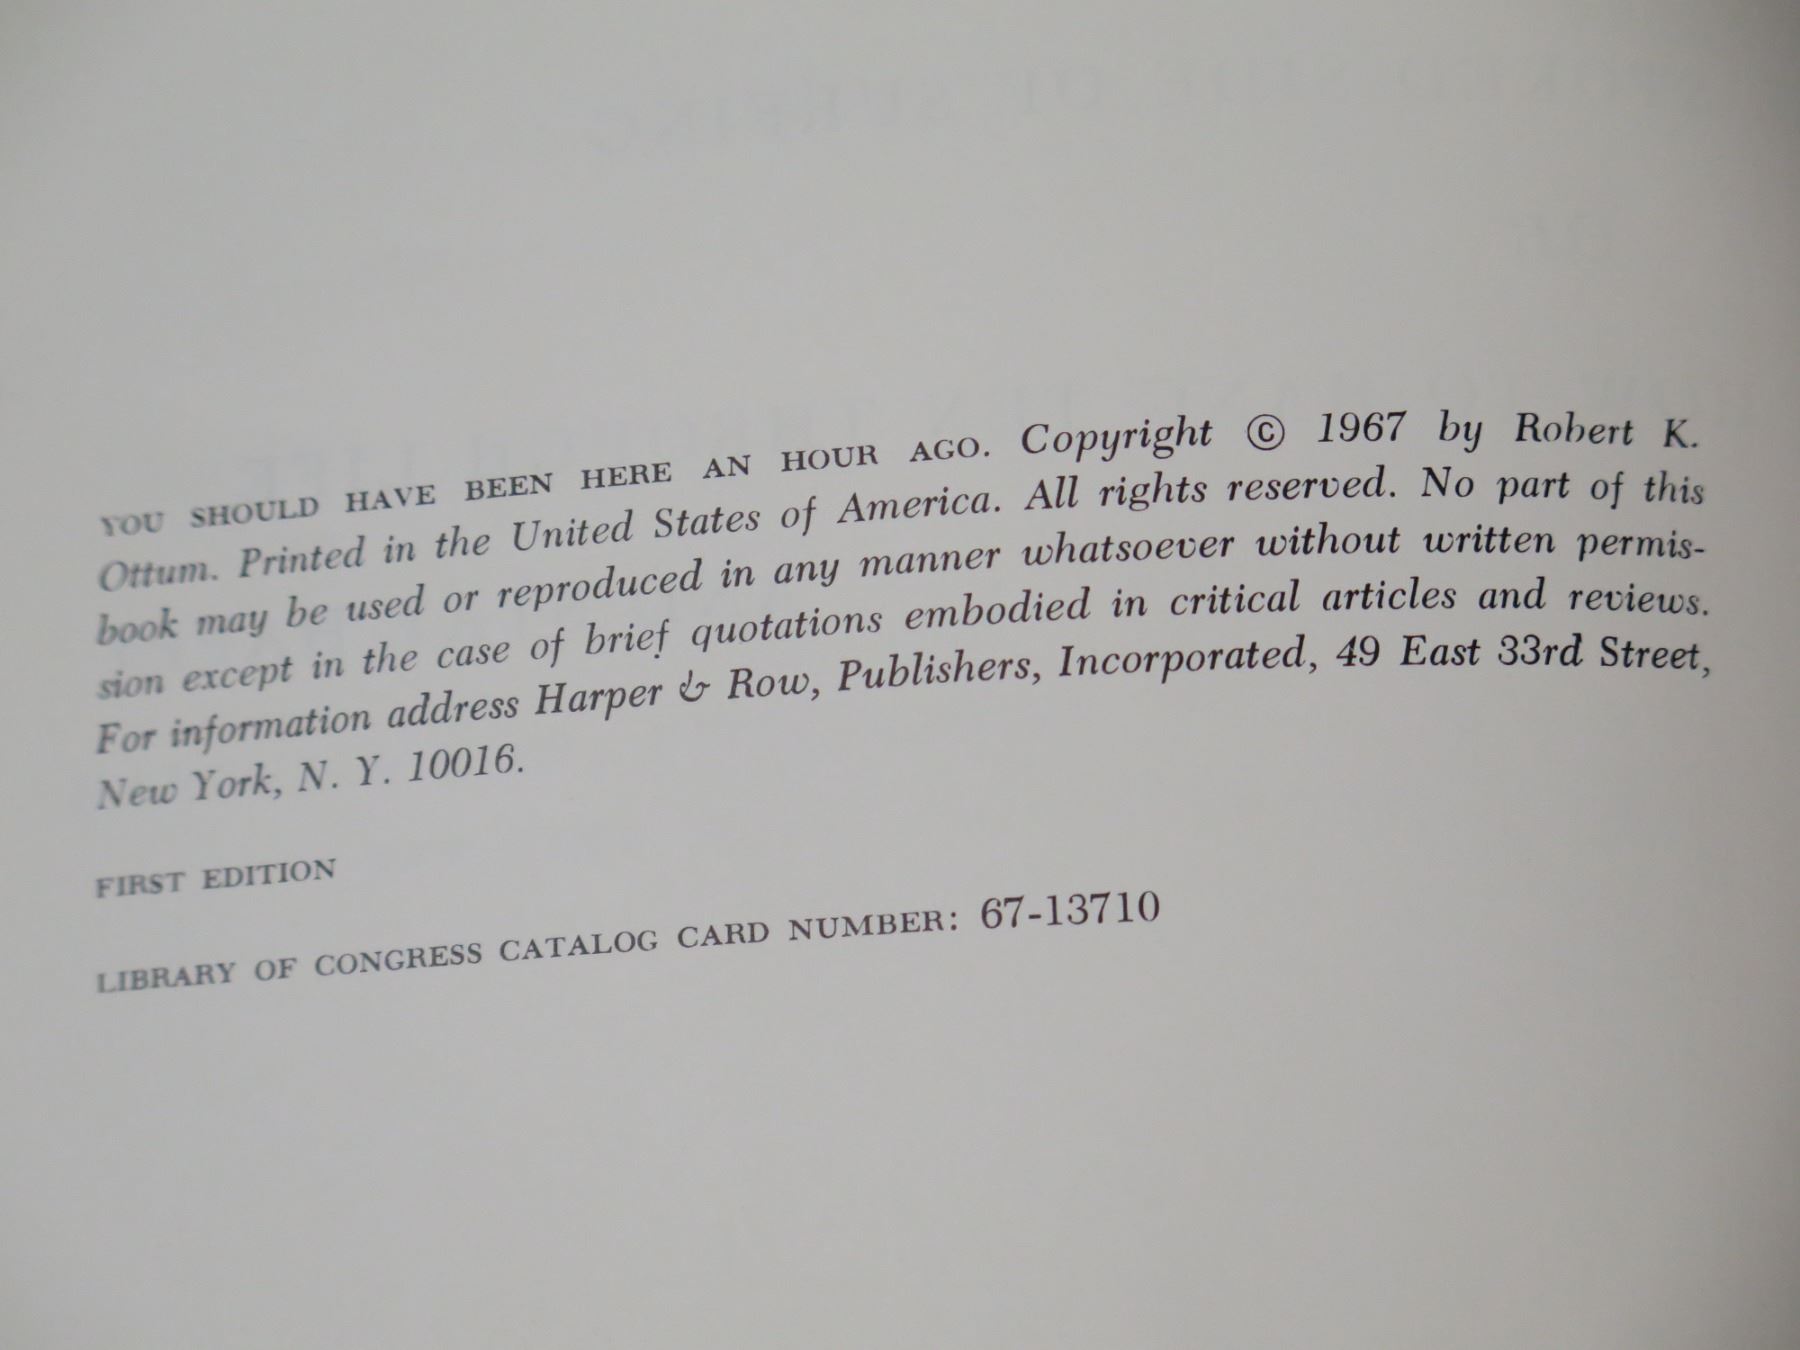 YOU SHOULD HAVE BEEN HERE AN HOUR AGO. Copyright © 1967 by Robert K.
Ottum. Printed in the United States of America. All rights reserved. No part of this
book may be used or reproduced in any manner whatsoever without written permis-
sion except in the case of brief quotations embodied in critical articles and reviews.
For information address Harper & Row, Publishers, Incorporated, 49 East 33rd Street,
New York, N. Y. 10016.
FIRST EDITION
LIBRARY OF CONGRESS CATALOG CARD NUMBER: 67-13710